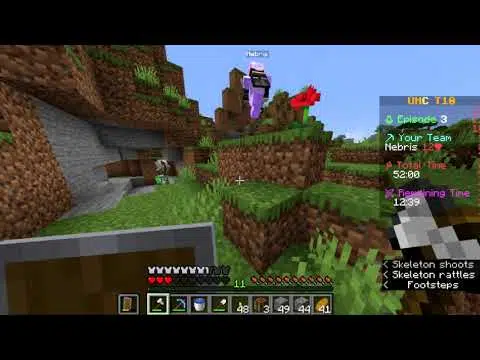 Nebris
UHC T10
Episode 3
Your Team
Nebris 12
Total Time
52:00
Remaining Time
12:39
< Skeleton shoots
< Skeleton rattles
< Footsteps
11
48 3 49 44 41